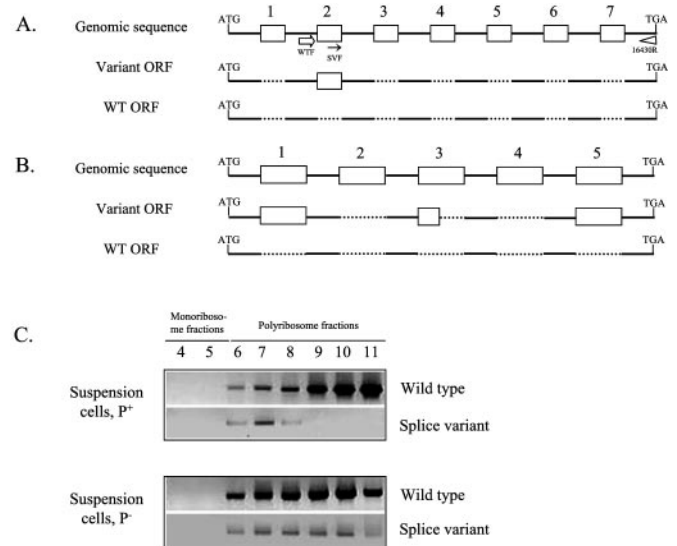 A.
ATG 1 2 3 4 5 6 7 TGA
Genomic sequence
WTF SVF 16430R
Variant ORF ATG TGA
WT ORF ATG TGA
B.
1 2 3 4 5
Genomic sequence ATG TGA
Variant ORF ATG TGA
WT ORF ATG TGA
C.
Monoriboso-
me fractions
Polyribosome fractions
4 5 6 7 8 9 10 11
Suspension
cells, P+
Wild type
Splice variant
Suspension
cells, P-
Wild type
Splice variant